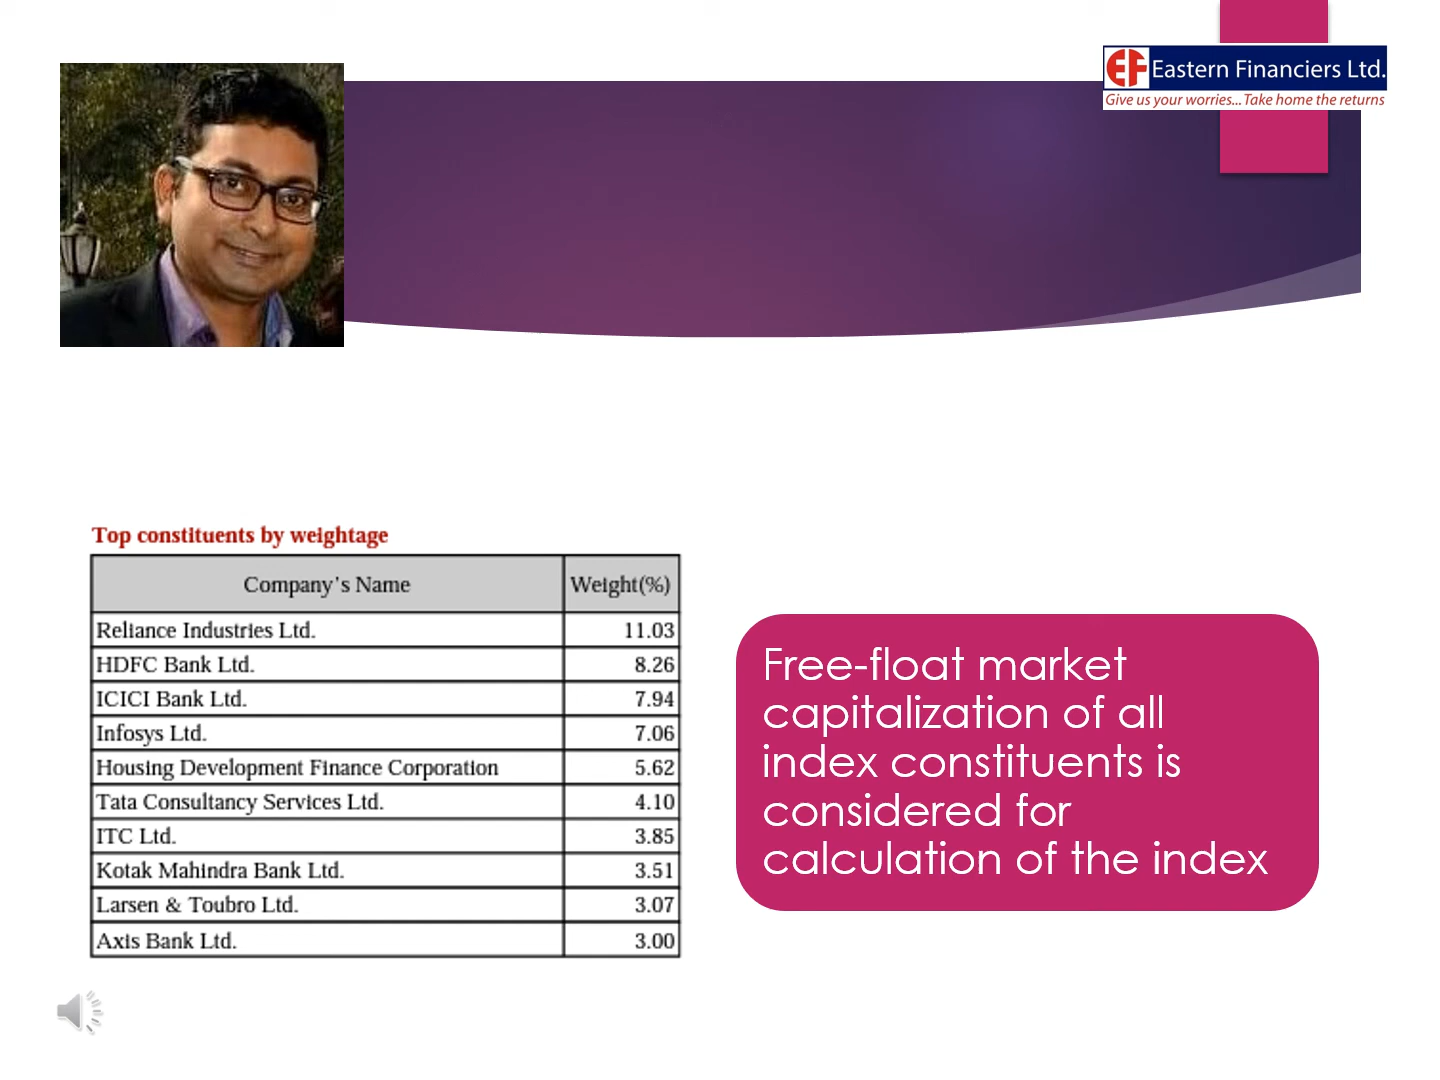 EF Eastern Financiers Ltd.
Give us your worries...Take home the returns
Top constituents by weightage
Company's Name Weight(%)
Reliance Industries Ltd. 11.03
HDFC Bank Ltd. 8.26
ICICI Bank Ltd. 7.94
Infosys Ltd. 7.06
Housing Development Finance Corporation 5.62
Tata Consultancy Services Ltd. 4.10
ITC Ltd. 3.85
Kotak Mahindra Bank Ltd. 3.51
Larsen & Toubro Ltd. 3.07
Axis Bank Ltd. 3.00
Free-float market
capitalization of all
index constituents is
considered for
calculation of the index